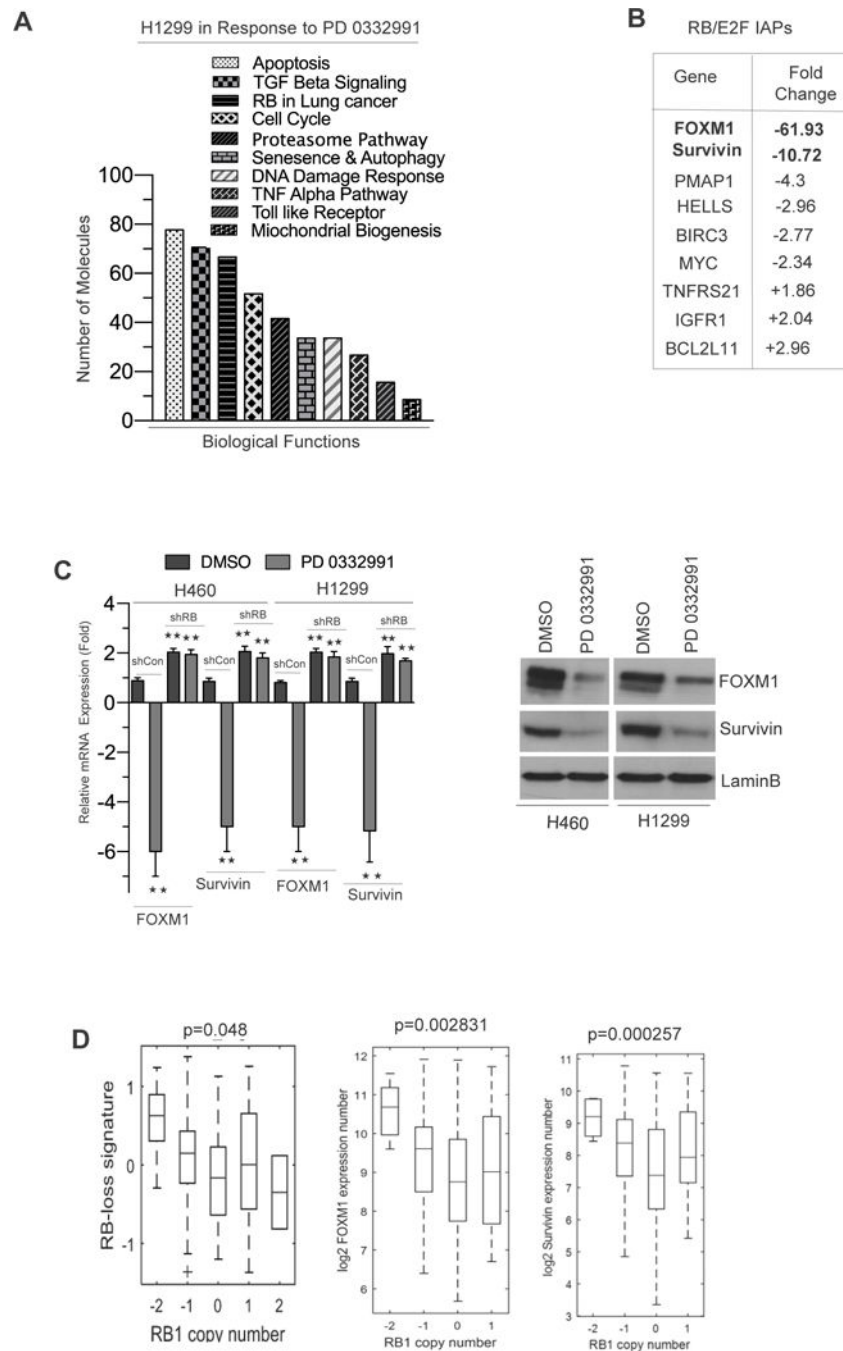 A
H1299 in Response to PD 0332991
Apoptosis
TGF Beta Signaling
RB in Lung cancer
Cell Cycle
Proteasome Pathway
Senesence & Autophagy
DNA Damage Response
TNF Alpha Pathway
Toll like Receptor
Miochondrial Biogenesis
100
80
60
40
20
0
Number of Molecules
Biological Functions
B
RB/E2F IAPs
Gene Fold Change
FOXM1 -61.93
Survivin -10.72
PMAP1 -4.3
HELLS -2.96
BIRC3 -2.77
MYC -2.34
TNFRS21 +1.86
IGFR1 +2.04
BCL2L11 +2.96
C
DMSO PD 0332991
H460 H1299
shRB shRB shRB shRB
shCon shCon shCon shCon
★★ ★★ ★★ ★★ ★★ ★★ ★★ ★★
4
2
0
-2
-4
-6
Relative mRNA Expression (Fold)
★★ ★★ ★★ ★★
FOXM1 Survivin FOXM1 Survivin
DMSO PD 0332991 DMSO PD 0332991
FOXM1
Survivin
LaminB
H460 H1299
D
p=0.048
RB-loss signature
1
0
-1
-2 -1 0 1 2
RB1 copy number
p=0.002831
log2 FOXM1 expression number
12
11
10
9
8
7
6
-2 -1 0 1
RB1 copy number
p=0.000257
log2 Survivin expression number
11
10
9
8
7
6
5
4
3
-2 -1 0 1
RB1 copy number